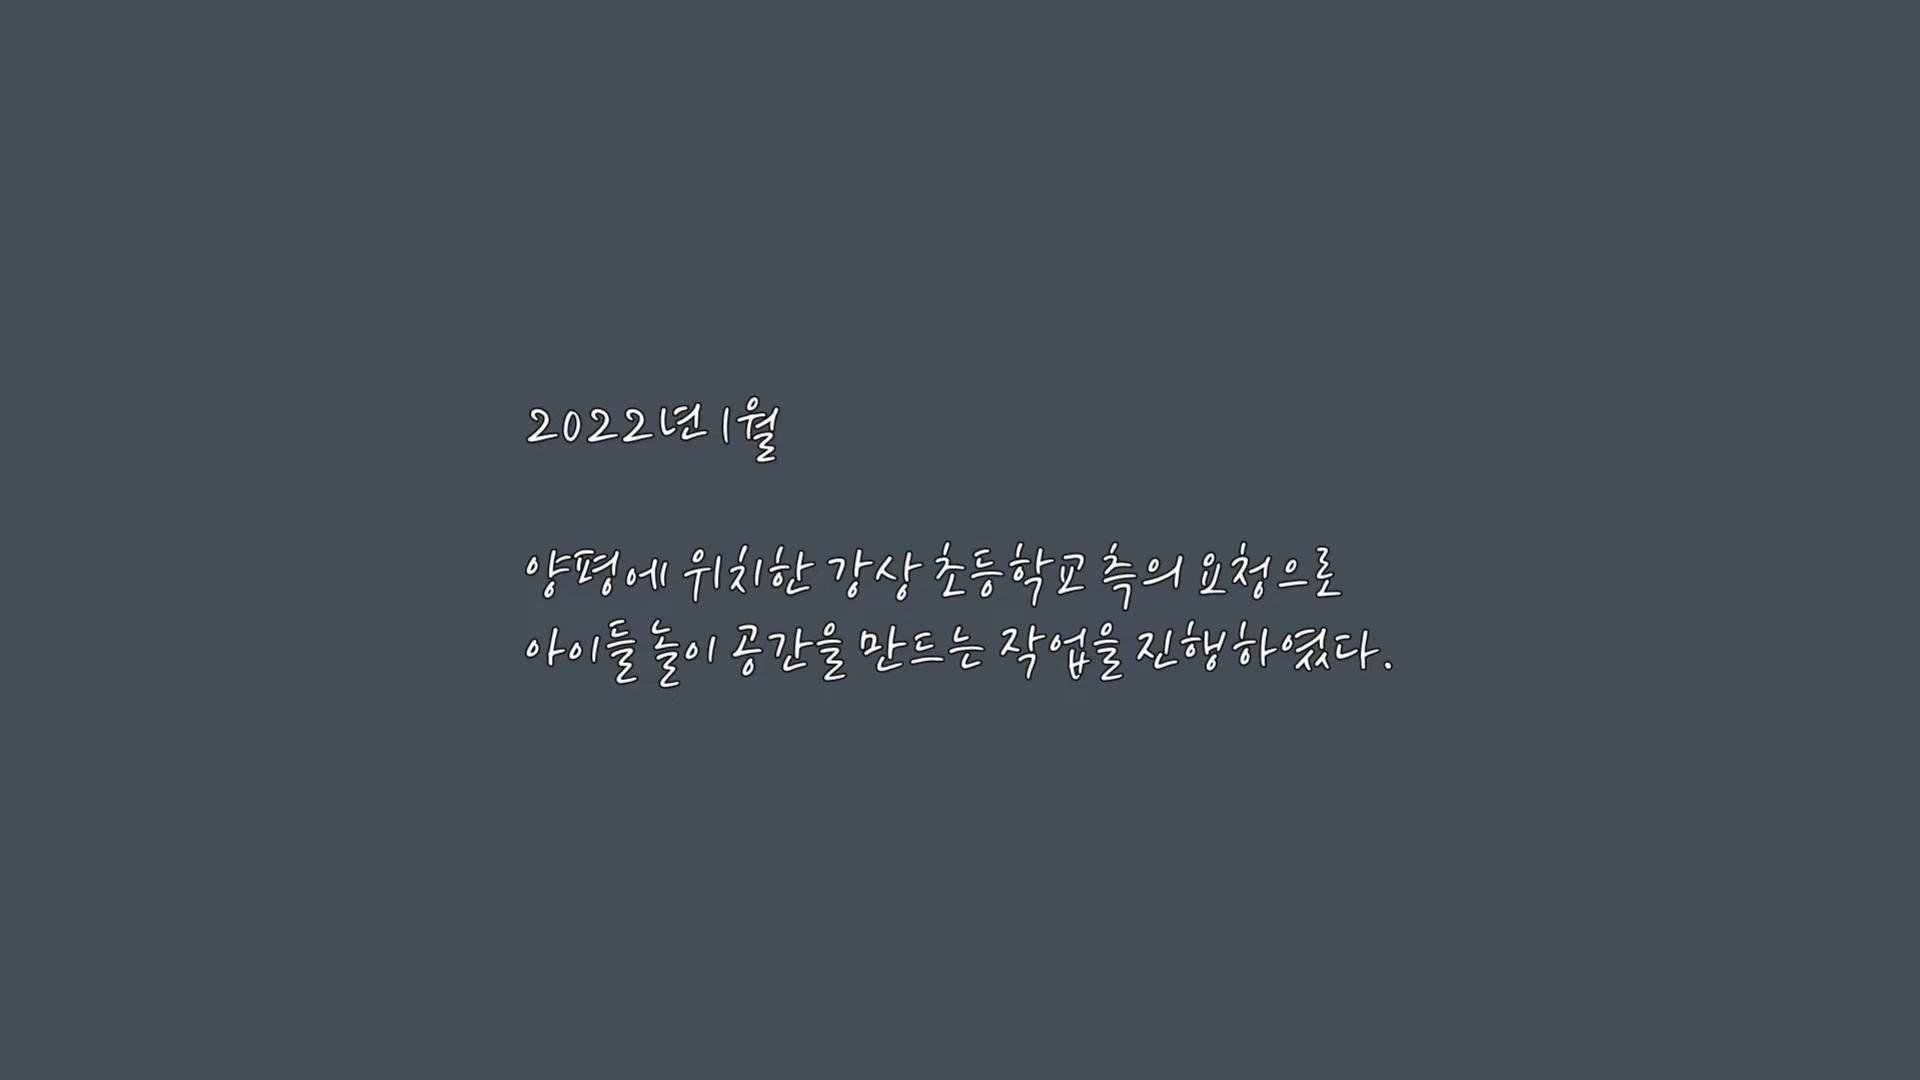 2022년 1월
양평에 위치한 강상 초등학교 측의 요청으로
아이들 놀이 공간을 만드는 작업을 진행하였다.